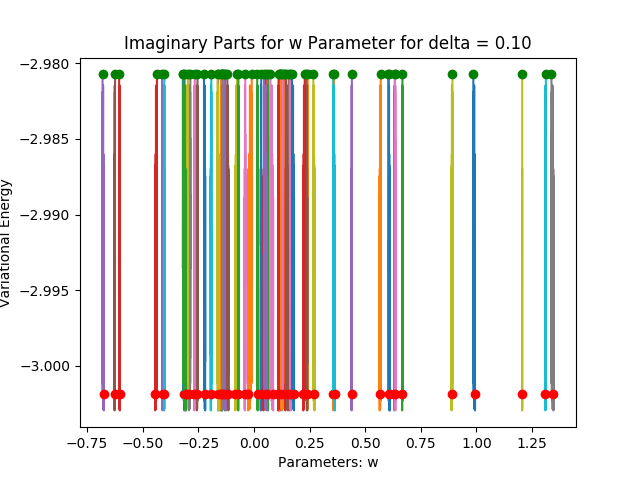 Imaginary Parts for w Parameter for delta = 0.10
Variational Energy
−2.980
−2.985
−2.990
−2.995
−3.000
−0.75 −0.50 −0.25 0.00 0.25 0.50 0.75 1.00 1.25
Parameters: w